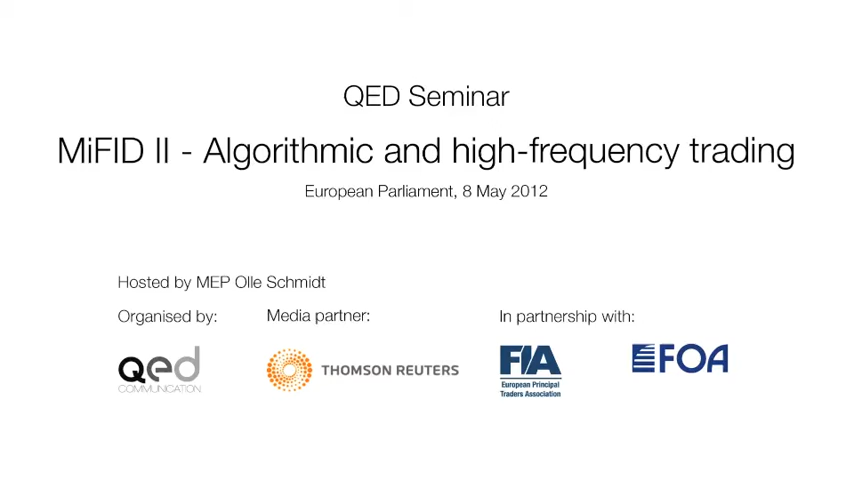 QED Seminar
MiFID II - Algorithmic and high-frequency trading
European Parliament, 8 May 2012
Hosted by MEP Olle Schmidt
Organised by:
Media partner:
In partnership with:
qed
COMMUNICATION
THOMSON REUTERS
FIA
European Principal
Traders Association
FOA